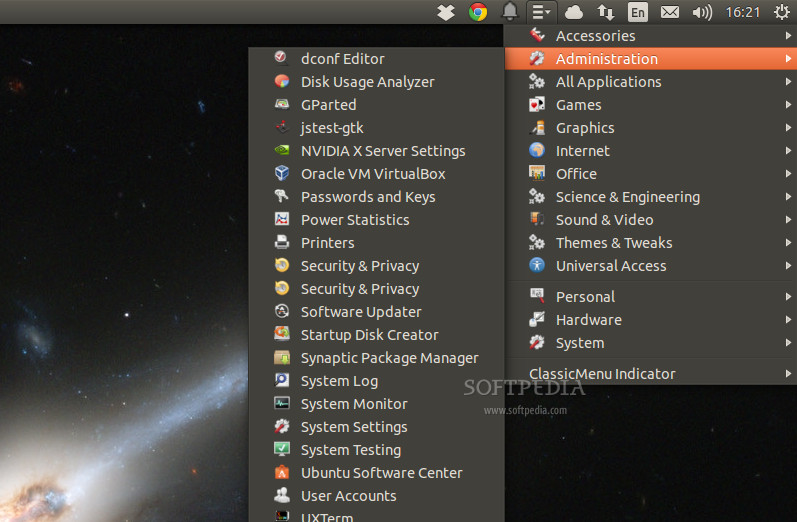 En
16:21
Accessories
Administration
All Applications
Games
Graphics
Internet
Office
Science & Engineering
Sound & Video
Themes & Tweaks
Universal Access
Personal
Hardware
System
ClassicMenu Indicator
dconf Editor
Disk Usage Analyzer
GParted
jstest-gtk
NVIDIA X Server Settings
Oracle VM VirtualBox
Passwords and Keys
Power Statistics
Printers
Security & Privacy
Security & Privacy
Software Updater
Startup Disk Creator
Synaptic Package Manager
System Log
System Monitor
System Settings
System Testing
Ubuntu Software Center
User Accounts
UXTerm
SOFTPEDIA
www.softpedia.com